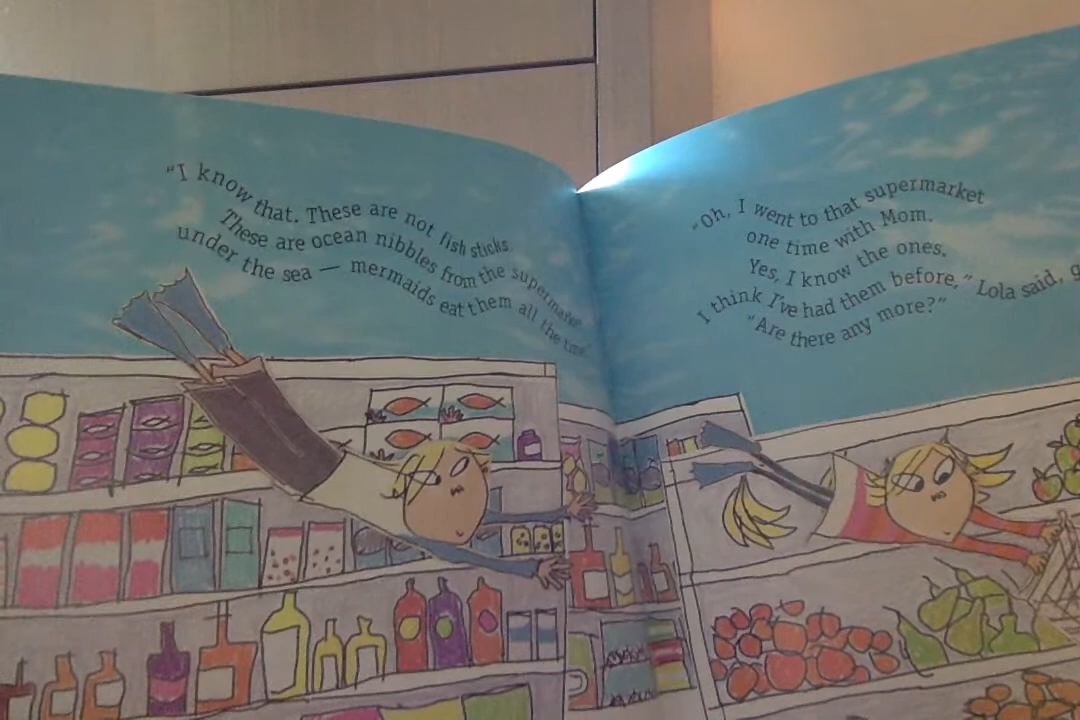 "I know that. These are not fish sticks.
These are ocean nibbles from the supermarket
under the sea — mermaids eat them all the time."
"Oh, I went to that supermarket
one time with Mom.
Yes, I know the ones.
I think I've had them before," Lola said,
"Are there any more?"